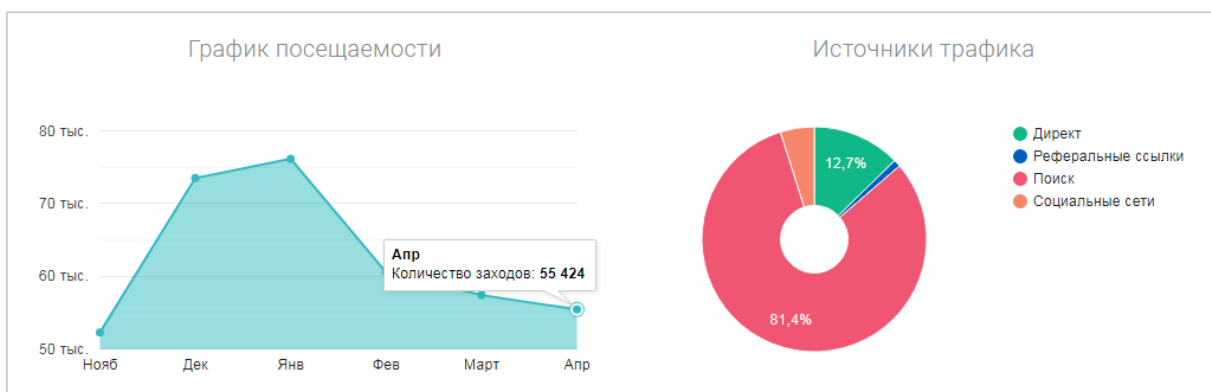 График посещаемости
Источники трафика
80 тыс.
70 тыс.
60 тыс.
50 тыс.
Нояб
Дек
Янв
Фев
Март
Апр
Апр
Количество заходов: 55 424
12,7%
81,4%
Директ
Реферальные ссылки
Поиск
Социальные сети